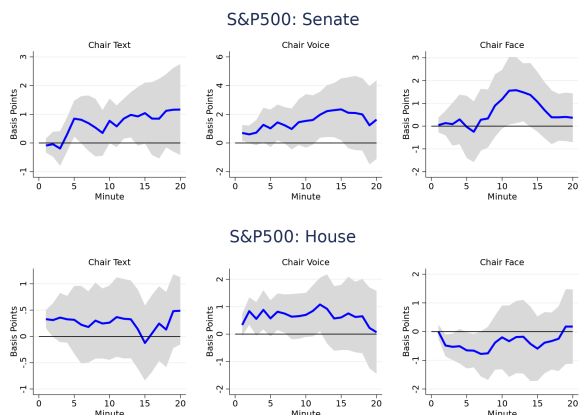 S&P500: Senate
Chair Text
Chair Voice
Chair Face
Basis Points
3
2
1
0
-1
0 5 10 15 20
Minute
Basis Points
6
4
2
0
-2
0 5 10 15 20
Minute
Basis Points
3
2
1
0
-1
-2
0 5 10 15 20
Minute
S&P500: House
Chair Text
Chair Voice
Chair Face
Basis Points
1
.5
0
-.5
-1
0 5 10 15 20
Minute
Basis Points
2
1
0
-1
-2
0 5 10 15 20
Minute
Basis Points
2
1
0
-1
-2
0 5 10 15 20
Minute